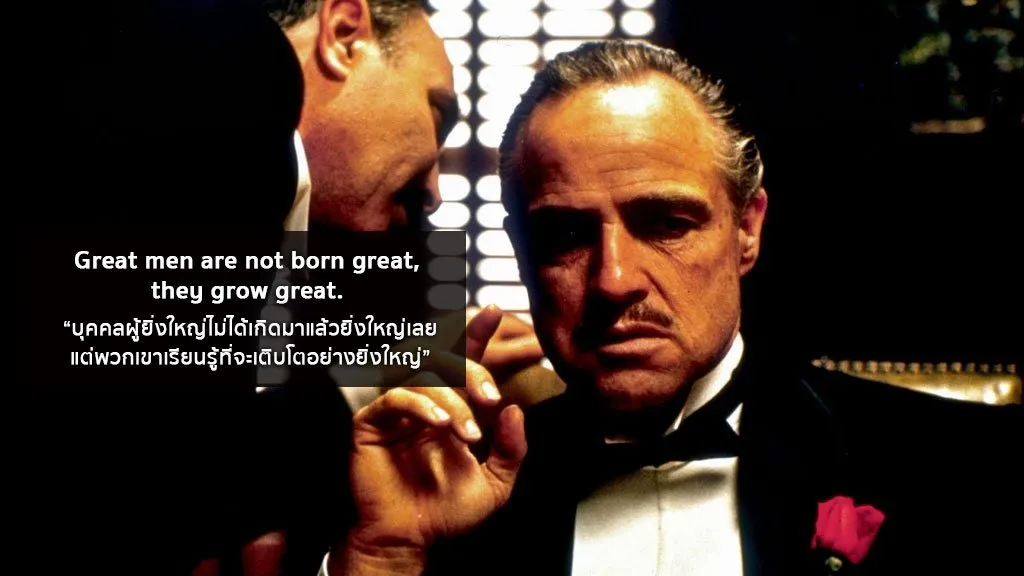 Great men are not born great,
they grow great.
“บุคคลผู้ยิ่งใหญ่ไม่ได้เกิดมาแล้วยิ่งใหญ่เลย
แต่พวกเขาเรียนรู้ที่จะเติบโตอย่างยิ่งใหญ่”